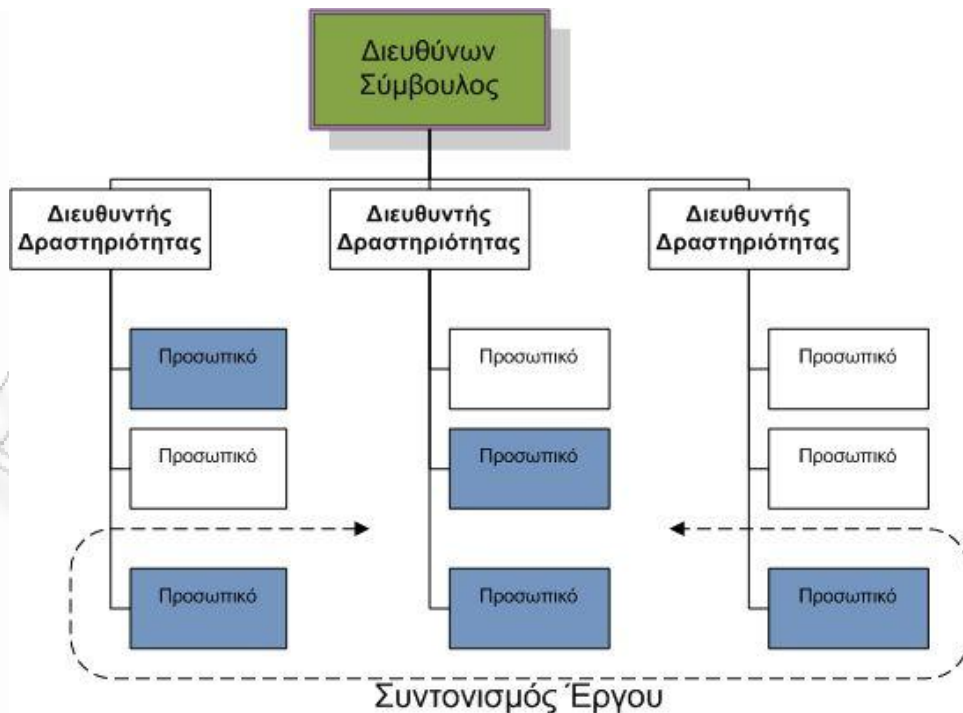 Διευθύνων
Σύμβουλος
Διευθυντής
Δραστηριότητας
Διευθυντής
Δραστηριότητας
Διευθυντής
Δραστηριότητας
Προσωπικό
Προσωπικό
Προσωπικό
Προσωπικό
Προσωπικό
Προσωπικό
Προσωπικό
Προσωπικό
Προσωπικό
Συντονισμός Έργου